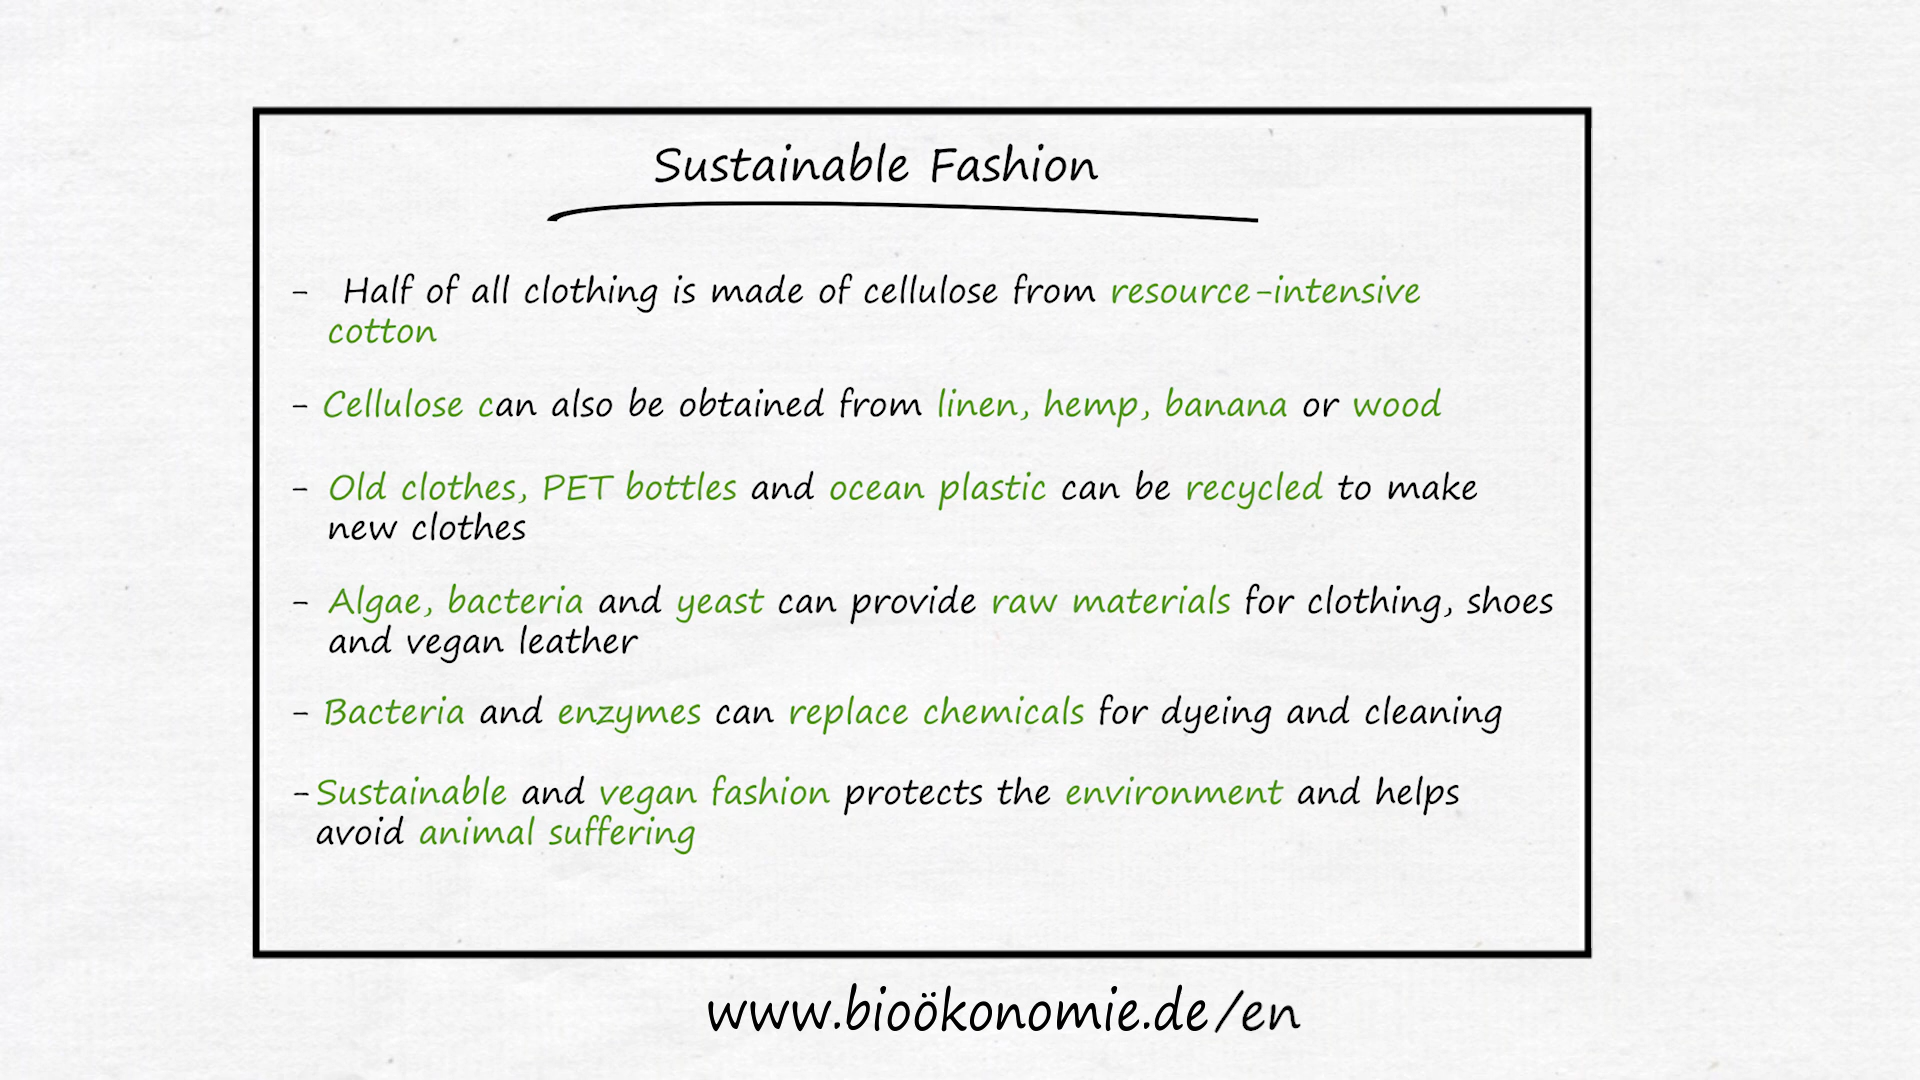 Sustainable Fashion
- Half of all clothing is made of cellulose from resource-intensive
cotton
- Cellulose can also be obtained from linen, hemp, banana or wood
- Old clothes, PET bottles and ocean plastic can be recycled to make
new clothes
- Algae, bacteria and yeast can provide raw materials for clothing, shoes
and vegan leather
- Bacteria and enzymes can replace chemicals for dyeing and cleaning
- Sustainable and vegan fashion protects the environment and helps
avoid animal suffering
www.bioökonomie.de/en